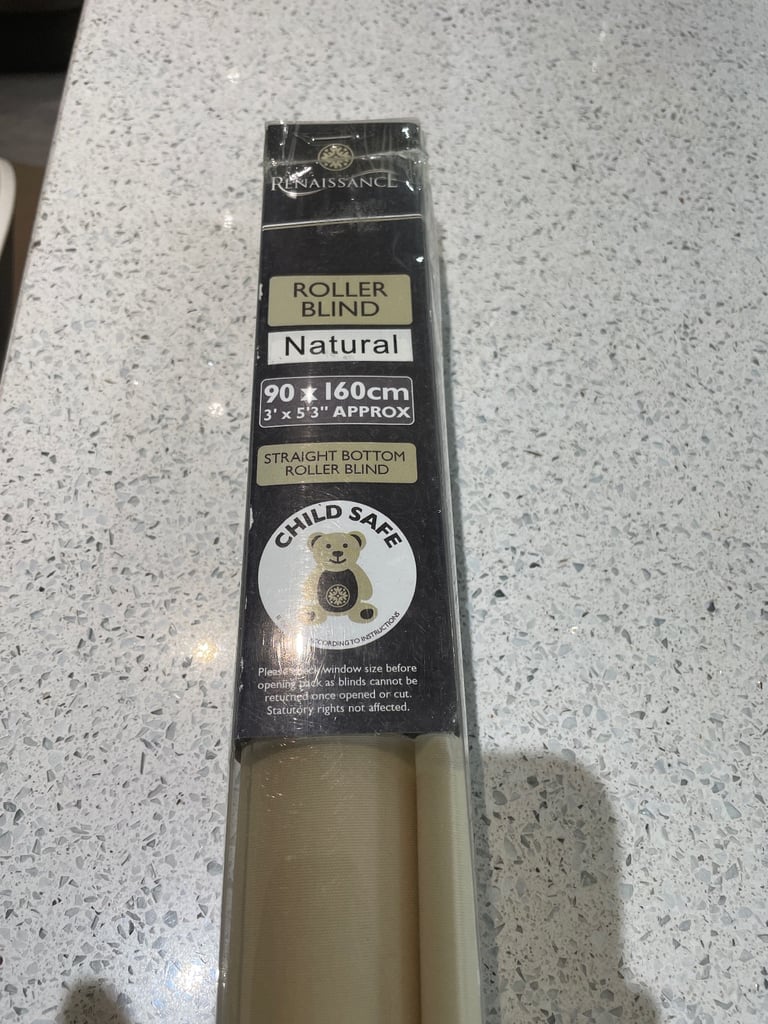 RENAISSANCE
ROLLER
BLIND
Natural
90 x 160cm
3' x 5'3" APPROX
STRAIGHT BOTTOM
ROLLER BLIND
CHILD SAFE
ACCORDING TO INSTRUCTIONS
Please check window size before
opening pack as blinds cannot be
returned once opened or cut.
Statutory rights not affected.